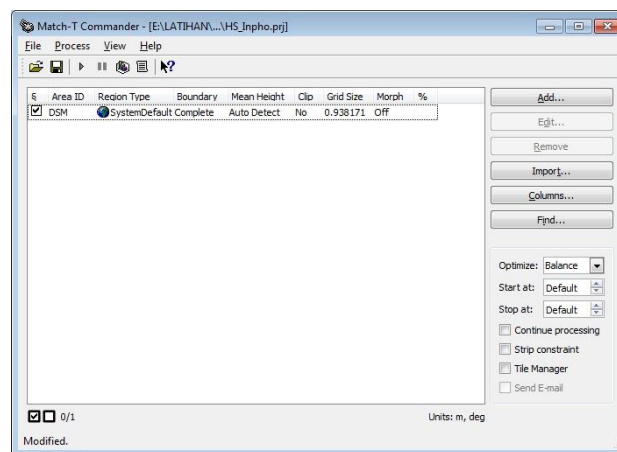 Match-T Commander - [E:\LATIHAN\...\HS_Inpho.prj]
File Process View Help
§ Area ID Region Type Boundary Mean Height Clip Grid Size Morph %
DSM SystemDefault Complete Auto Detect No 0.938171 Off
Add...
Edit...
Remove
Import...
Columns...
Find...
Optimize: Balance
Start at: Default
Stop at: Default
Continue processing
Strip constraint
Tile Manager
Send E-mail
0/1
Units: m, deg
Modified.